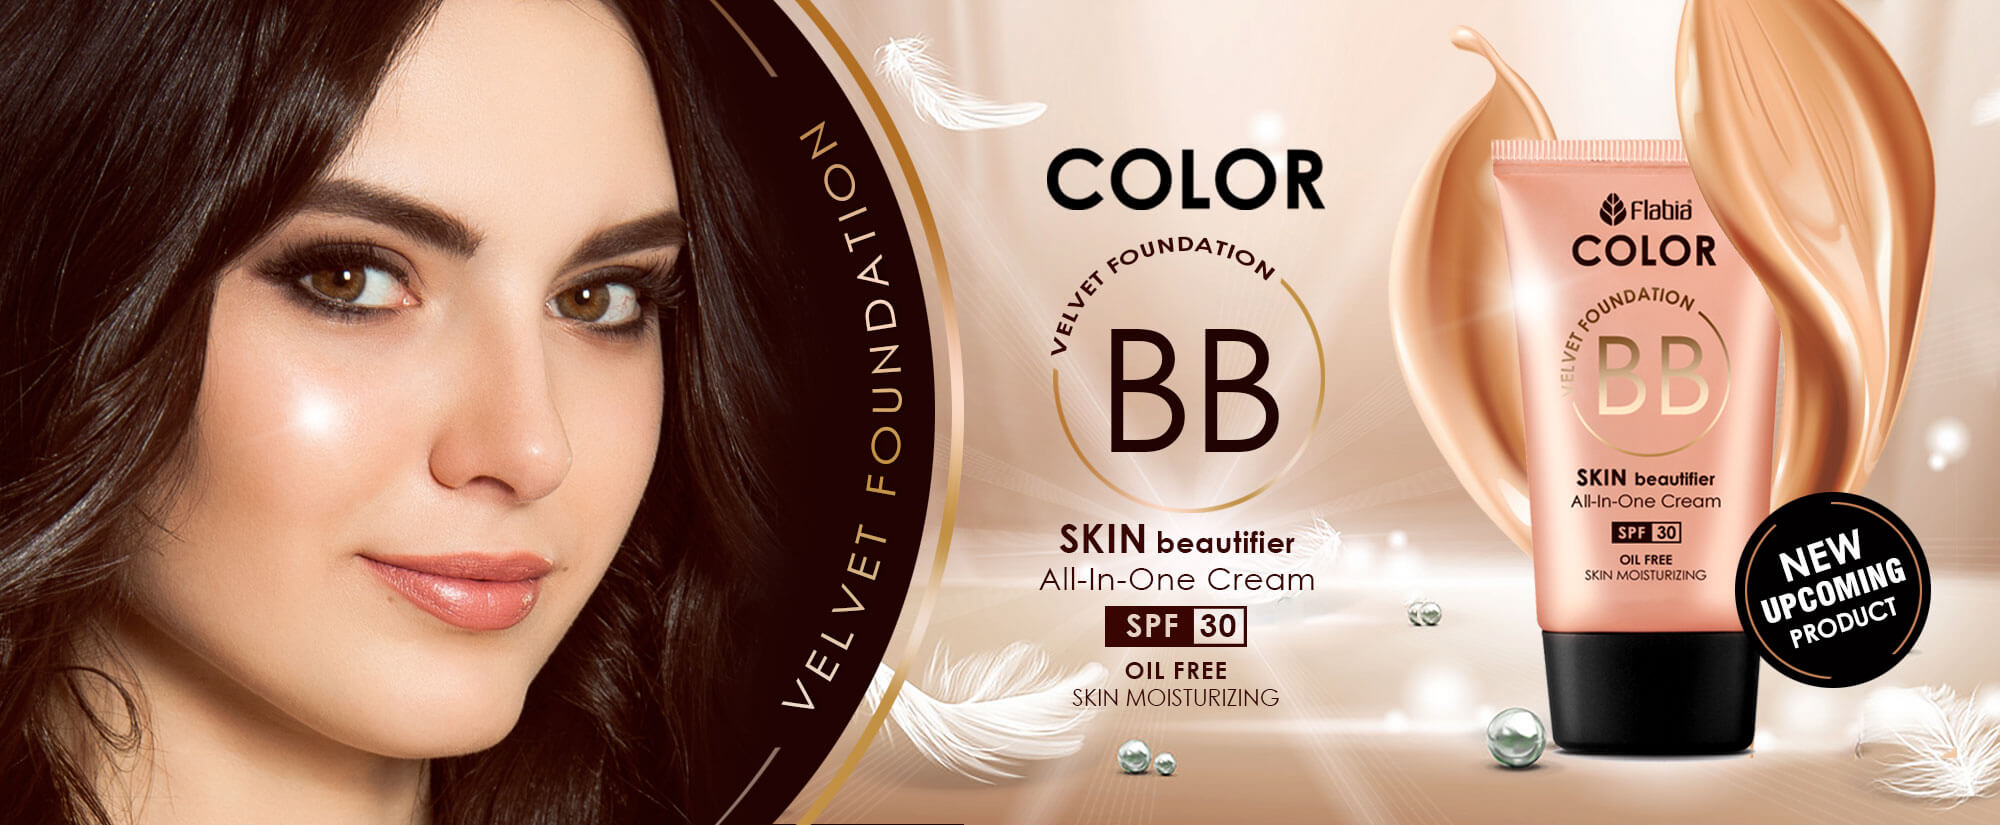 VELVET FOUNDATION
COLOR
VELVET FOUNDATION
BB
SKIN beautifier
All-In-One Cream
SPF 30
OIL FREE
SKIN MOISTURIZING
Flabia®
COLOR
VELVET FOUNDATION
BB
SKIN beautifier
All-In-One Cream
SPF 30
OIL FREE
SKIN MOISTURIZING
NEW
UPCOMING
PRODUCT